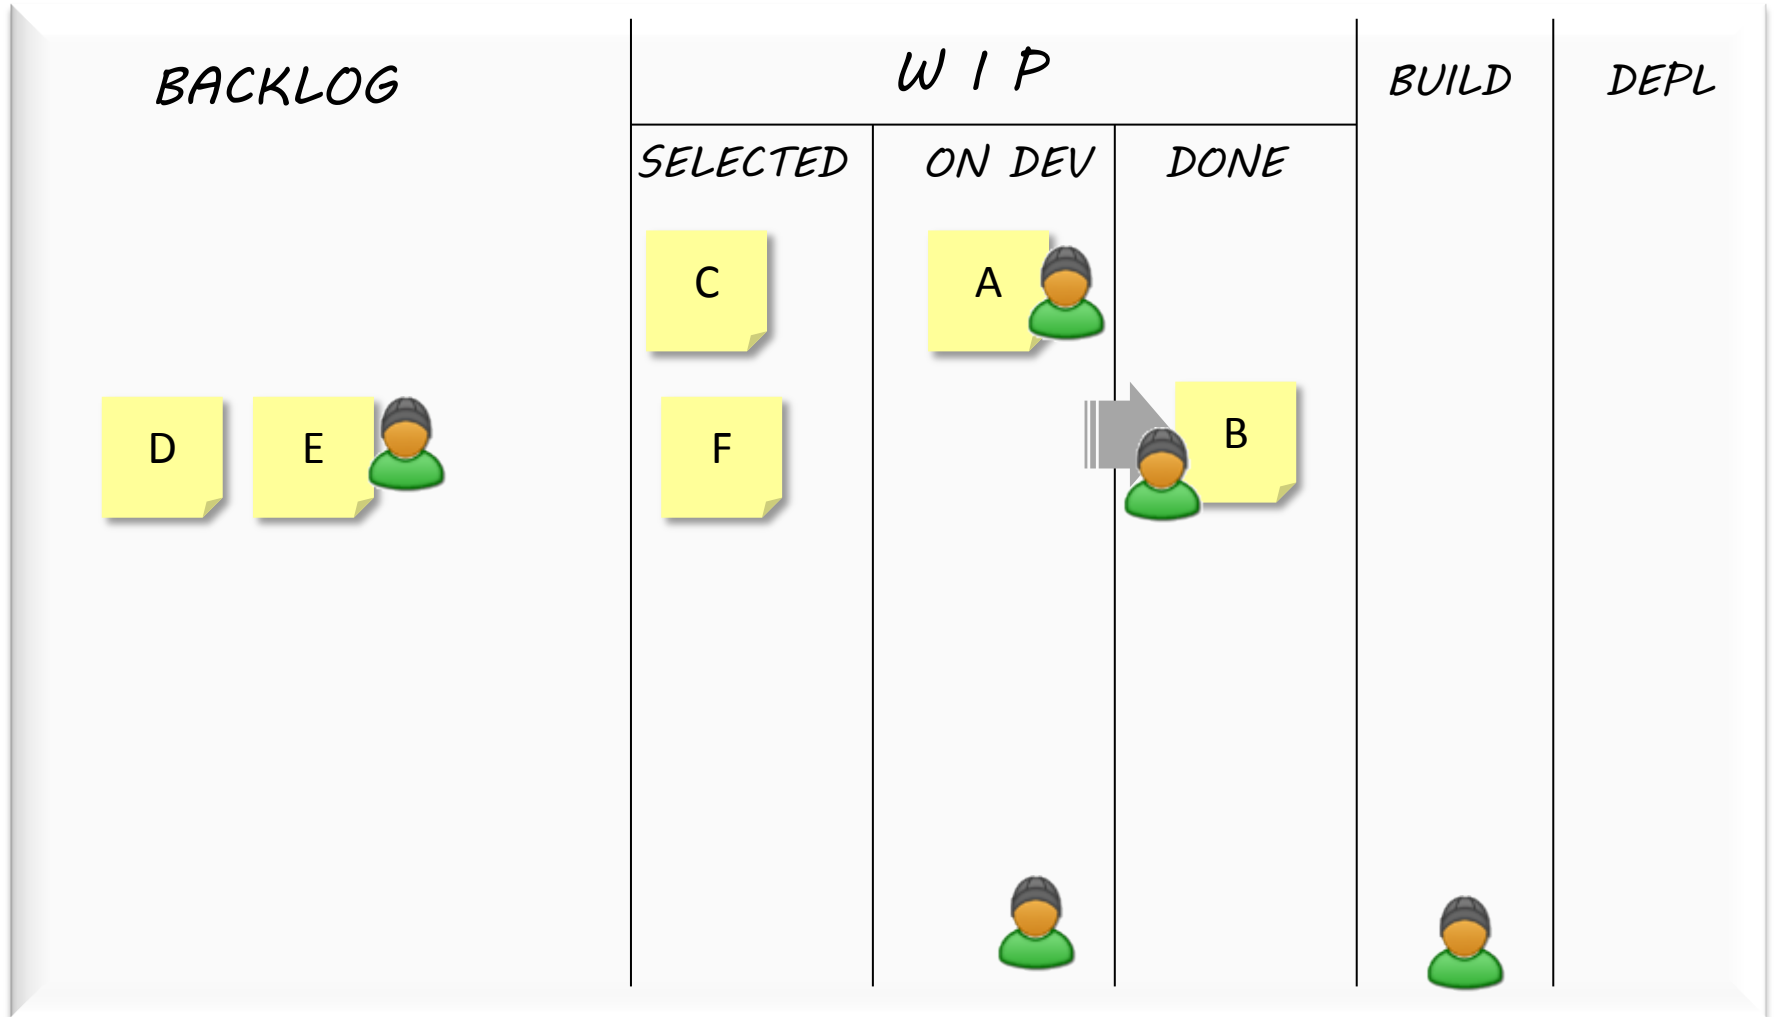 BACKLOG
W I P
BUILD
DEPL
SELECTED
ON DEV
DONE
C
A
D
E
F
B